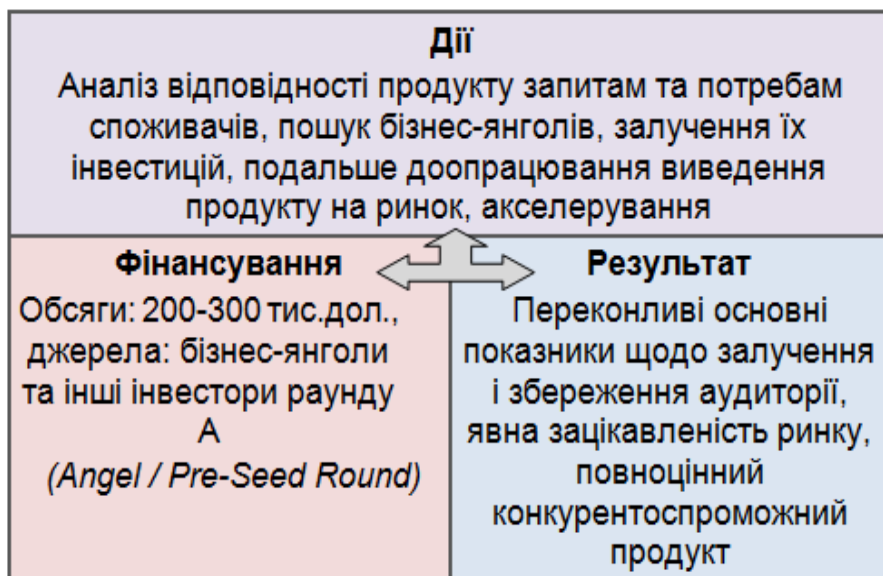 Дії
Аналіз відповідності продукту запитам та потребам
споживачів, пошук бізнес-янголів, залучення їх
інвестицій, подальше доопрацювання виведення
продукту на ринок, акселерування
Фінансування
Обсяги: 200-300 тис.дол.,
джерела: бізнес-янголи
та інші інвестори раунду
А
(Angel / Pre-Seed Round)
Результат
Переконливі основні
показники щодо залучення
і збереження аудиторії,
явна зацікавленість ринку,
повноцінний
конкурентоспроможний
продукт